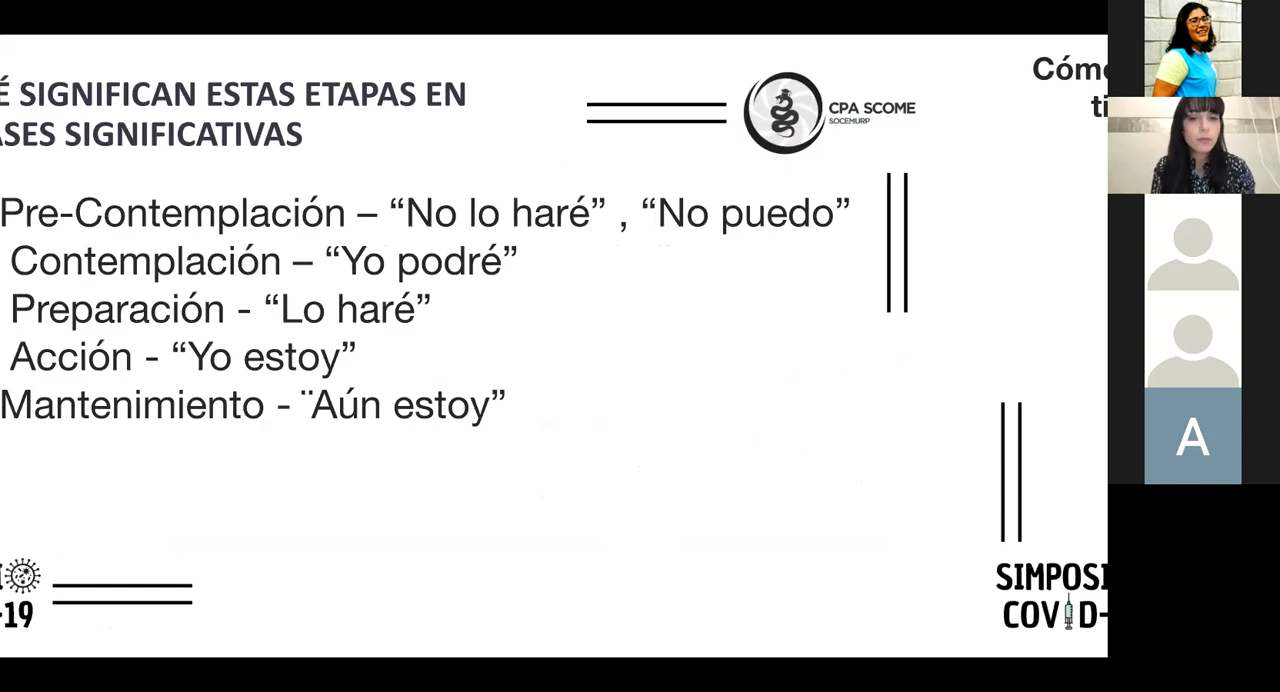 É SIGNIFICAN ESTAS ETAPAS EN
ASES SIGNIFICATIVAS
CPA SCOME
SOCEMURP
Pre-Contemplación – “No lo haré” , “No puedo”
Contemplación – “Yo podré”
Preparación - “Lo haré”
Acción - “Yo estoy”
Mantenimiento - ¨Aún estoy”
-19
Cóm
ti
SIMPOSI
COVID-
A